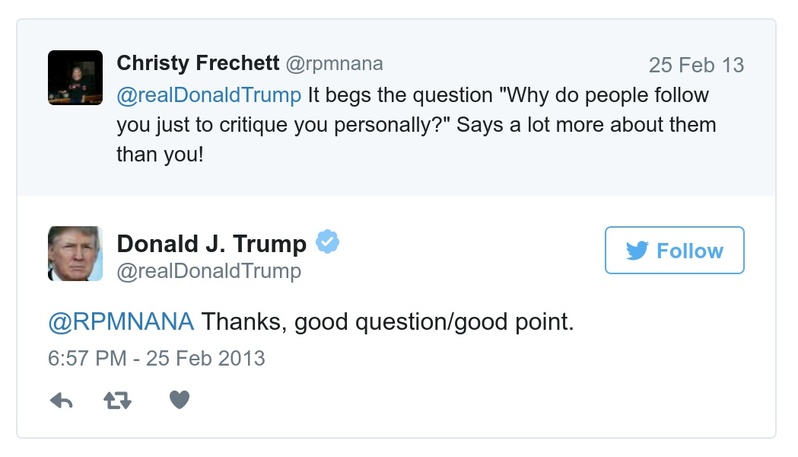 Christy Frechett @rpmnana 25 Feb 13
@realDonaldTrump It begs the question "Why do people follow
you just to critique you personally?" Says a lot more about them
than you!
Donald J. Trump
@realDonaldTrump
Follow
@RPMNANA Thanks, good question/good point.
6:57 PM - 25 Feb 2013